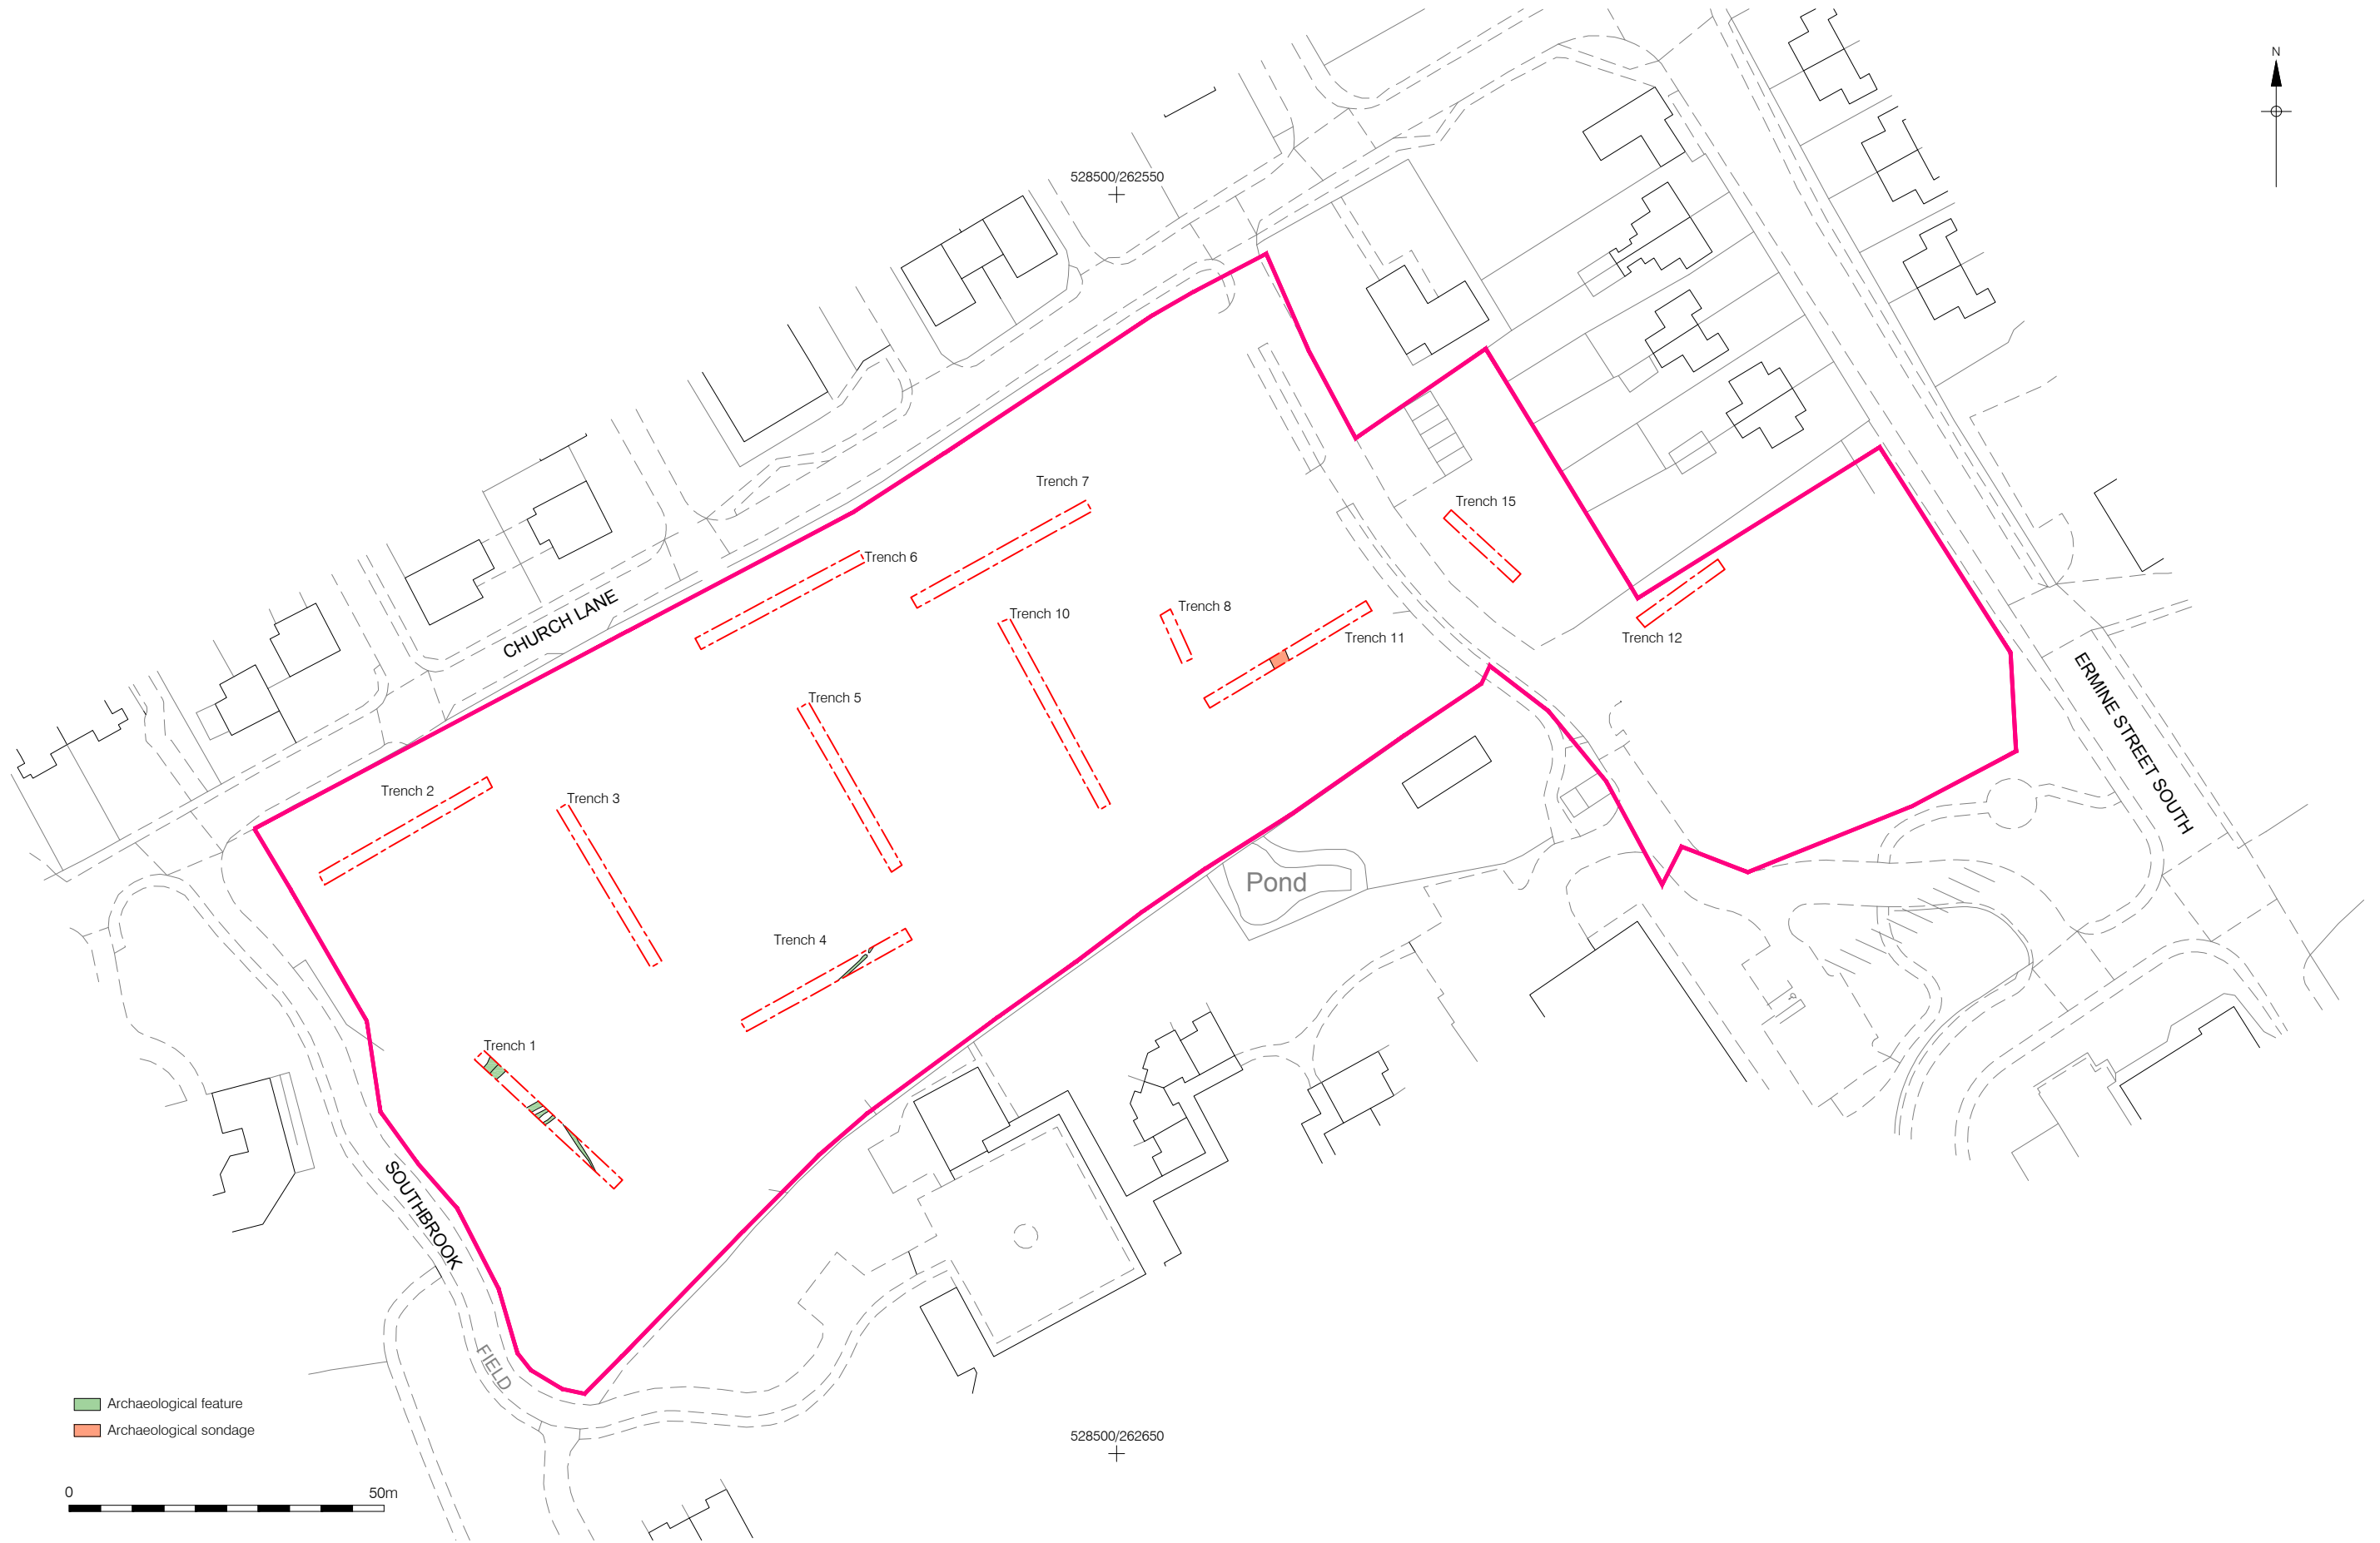 N
528500/262550
Trench 7
Trench 15
Trench 6
CHURCH LANE
Trench 10
Trench 8
Trench 11
Trench 12
ERMINE STREET SOUTH
Trench 5
Trench 2
Trench 3
Pond
Trench 4
Trench 1
SOUTHBROOK
FIELD
Archaeological feature
Archaeological sondage
528500/262650
0 50m